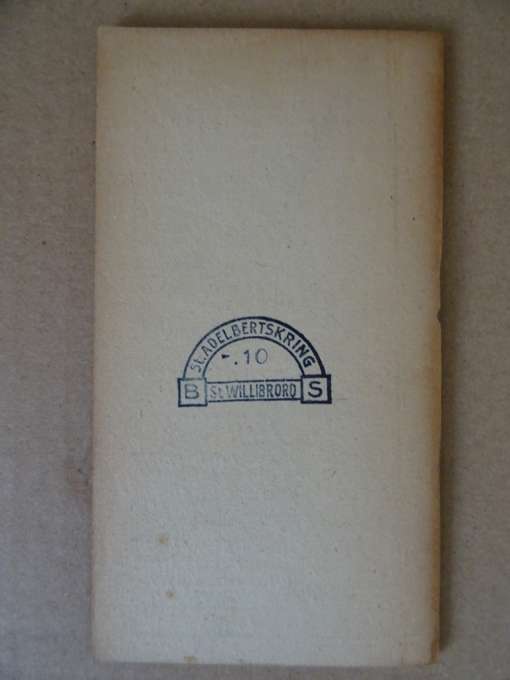 St. ADELBERTSKRING
-.10
B St. WILLIBRORD S